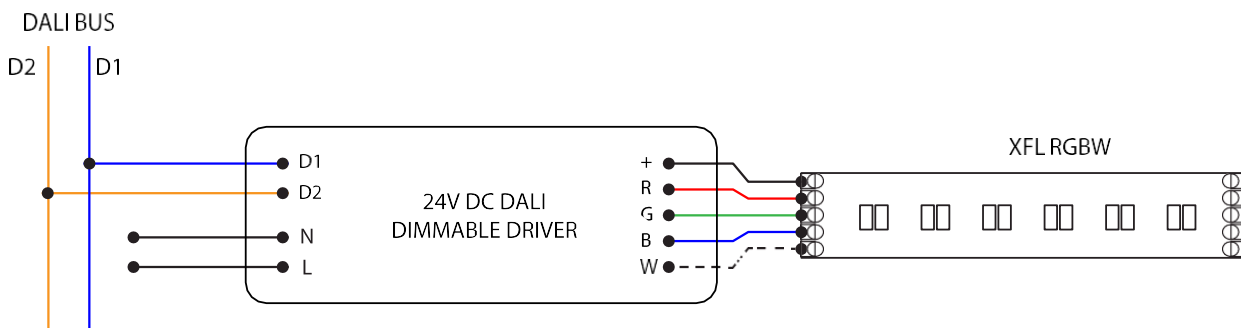 DALI BUS
D2
D1
XFL RGBW
D1
D2
N
L
24V DC DALI
DIMMABLE DRIVER
+
R
G
B
W